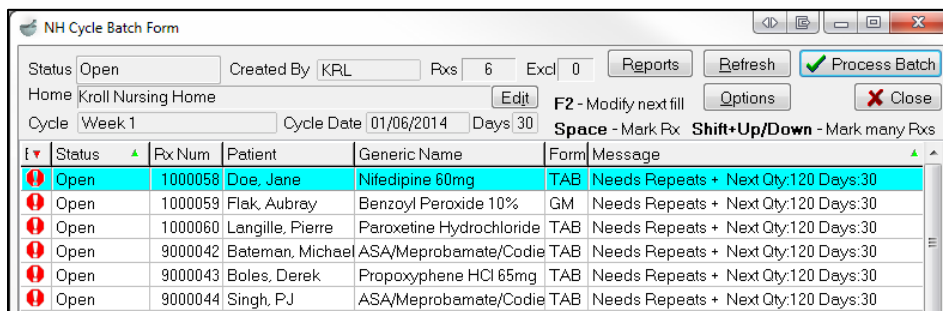 NH Cycle Batch Form
Status Open Created By KRL Rxs 6 Excl 0 Reports Refresh Process Batch
Home Kroll Nursing Home Edit F2 - Modify next fill Options Close
Cycle Week 1 Cycle Date 01/06/2014 Days 30 Space - Mark Rx Shift+Up/Down - Mark many Rxs
Status Rx Num Patient Generic Name Form Message
Open 1000058 Doe, Jane Nifedipine 60mg TAB Needs Repeats + Next Qty:120 Days:30
Open 1000059 Flak, Aubray Benzoyl Peroxide 10% GM Needs Repeats + Next Qty:120 Days:30
Open 1000060 Langille, Pierre Paroxetine Hydrochloride TAB Needs Repeats + Next Qty:120 Days:30
Open 9000042 Bateman, Michael ASA/Meprobamate/Codie TAB Needs Repeats + Next Qty:120 Days:30
Open 9000043 Boles, Derek Propoxyphene HCl 65mg TAB Needs Repeats + Next Qty:120 Days:30
Open 9000044 Singh, PJ ASA/Meprobamate/Codie TAB Needs Repeats + Next Qty:120 Days:30